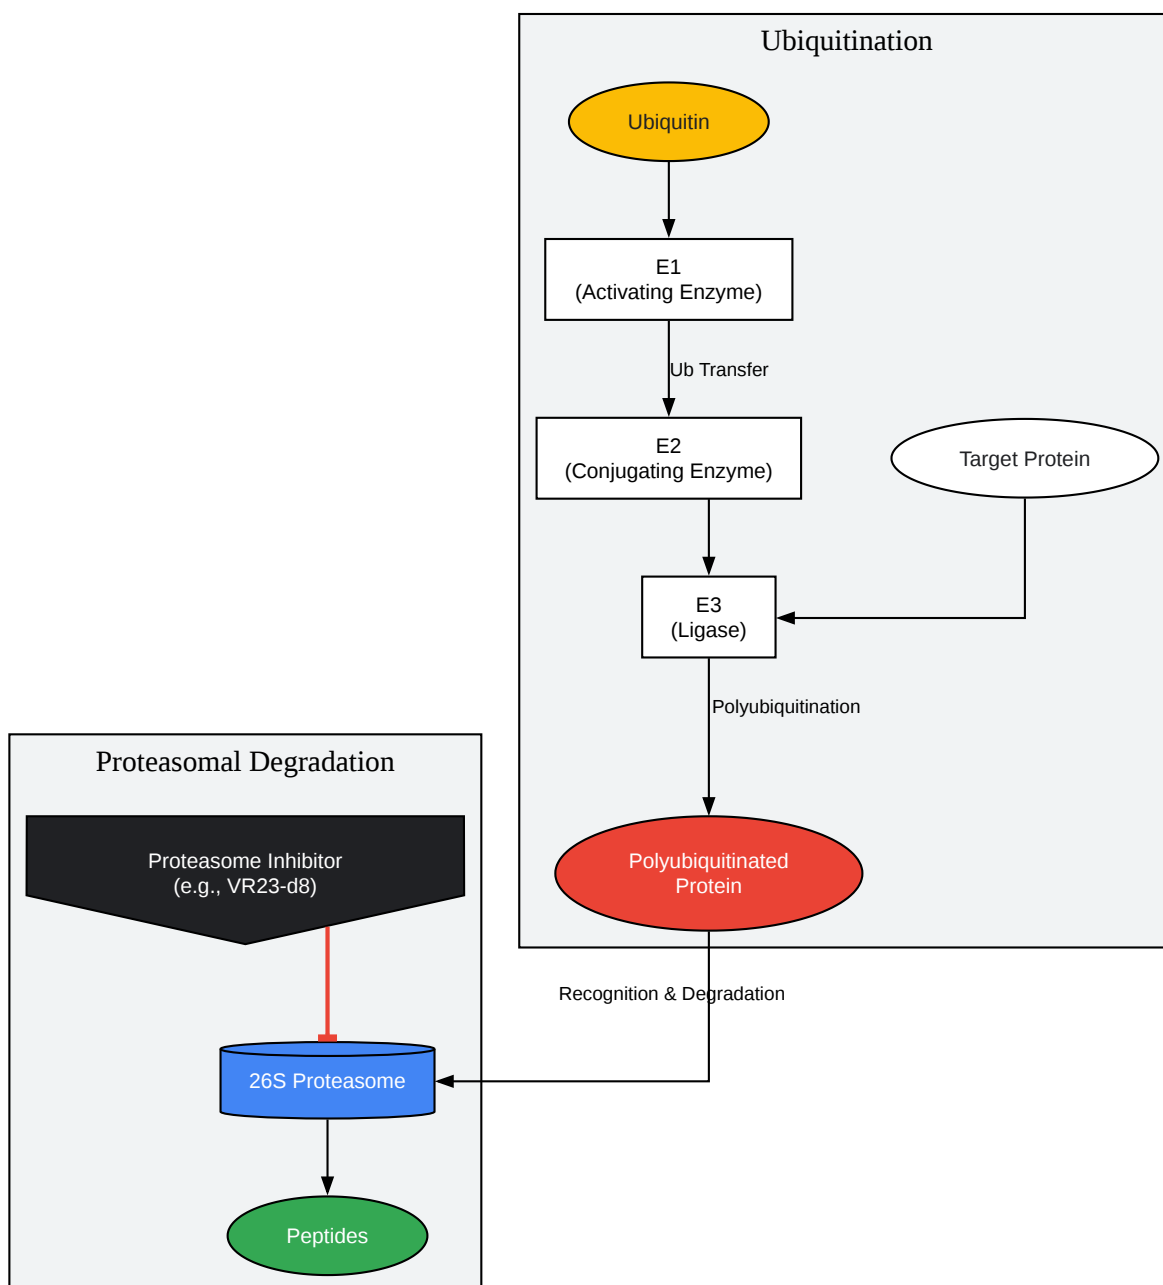 Ubiquitination
Ubiquitin
E1
(Activating Enzyme)
Ub Transfer
E2
(Conjugating Enzyme)
Target Protein
E3
(Ligase)
Polyubiquitination
Proteasomal Degradation
Proteasome Inhibitor
(e.g., VR23-d8)
Polyubiquitinated
Protein
Recognition & Degradation
26S Proteasome
Peptides